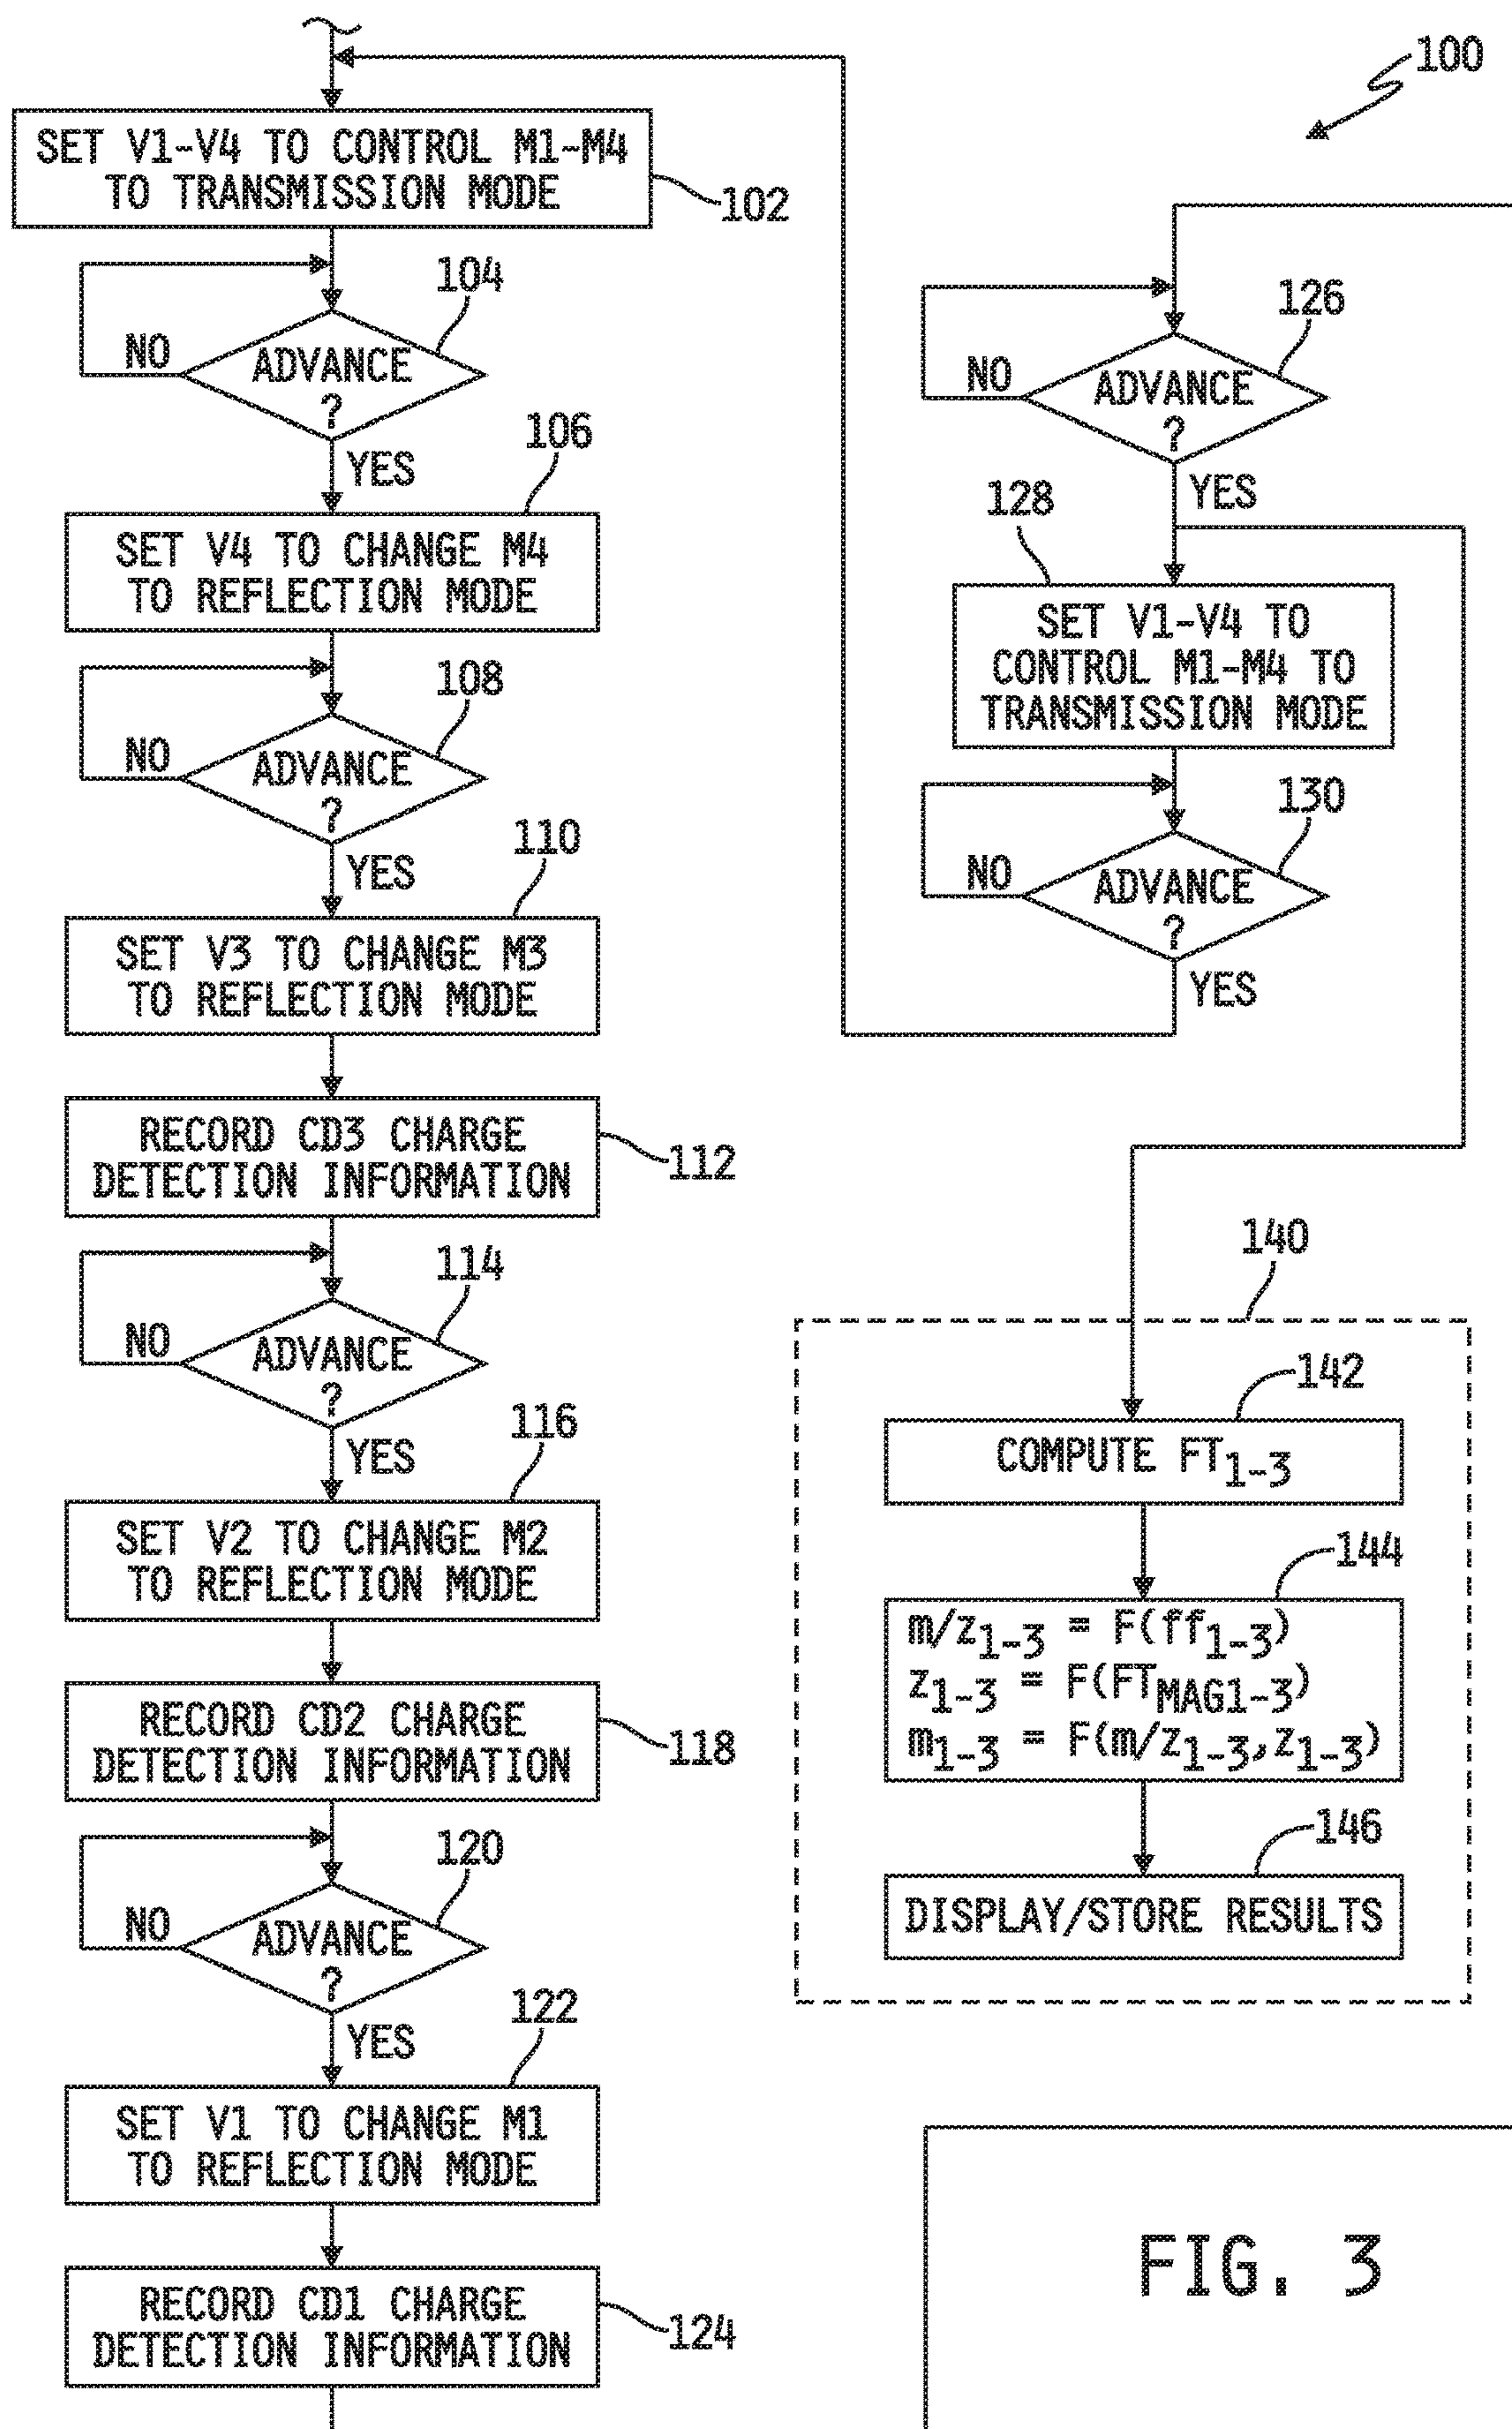 100
SET V1-V4 TO CONTROL M1-M4
TO TRANSMISSION MODE
102
104
NO
ADVANCE
?
YES
106
SET V4 TO CHANGE M4
TO REFLECTION MODE
108
NO
ADVANCE
?
YES
110
SET V3 TO CHANGE M3
TO REFLECTION MODE
RECORD CD3 CHARGE
DETECTION INFORMATION
112
114
NO
ADVANCE
?
YES
116
SET V2 TO CHANGE M2
TO REFLECTION MODE
RECORD CD2 CHARGE
DETECTION INFORMATION
118
120
NO
ADVANCE
?
YES
122
SET V1 TO CHANGE M1
TO REFLECTION MODE
RECORD CD1 CHARGE
DETECTION INFORMATION
124
126
NO
ADVANCE
?
YES
128
SET V1-V4 TO
CONTROL M1-M4 TO
TRANSMISSION MODE
130
NO
ADVANCE
?
YES
140
142
COMPUTE FT1-3
144
m/z1-3 = F(ff1-3)
z1-3 = F(FTMAG1-3)
m1-3 = F(m/z1-3,z1-3)
146
DISPLAY/STORE RESULTS
FIG. 3